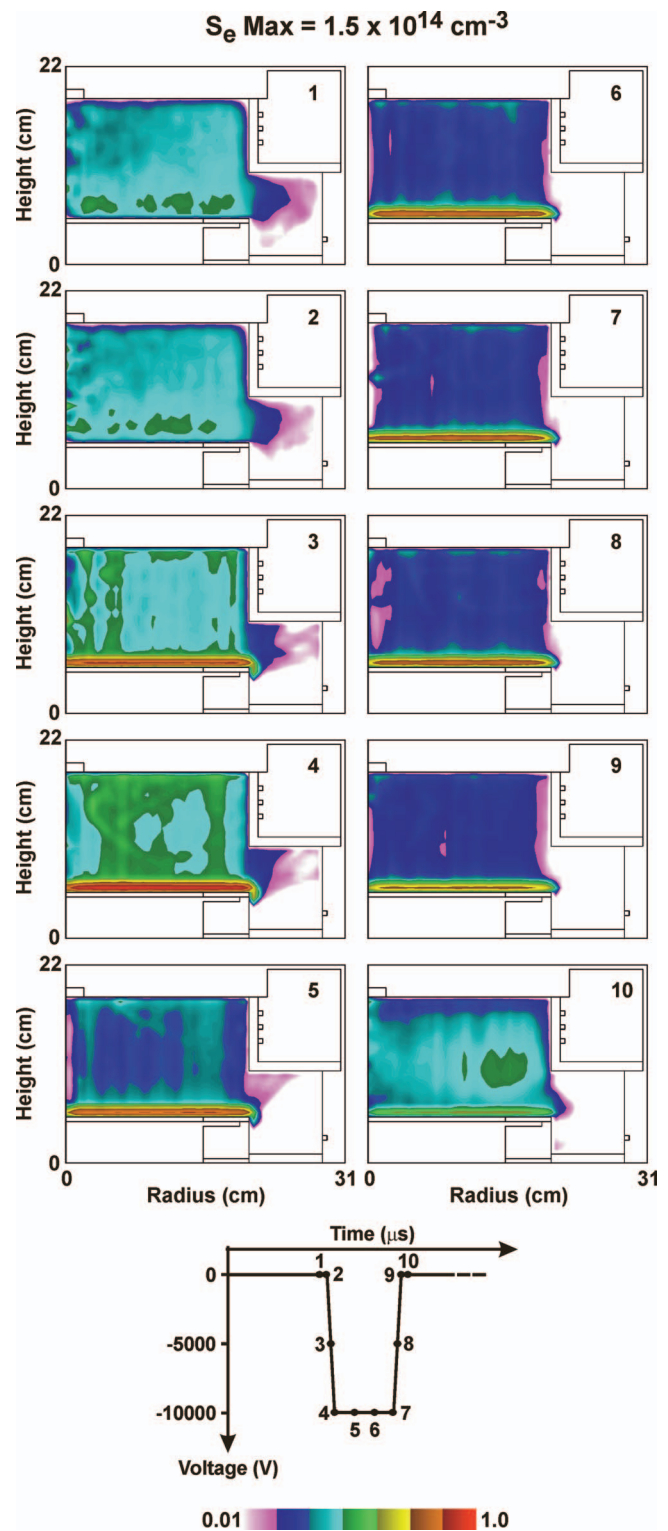 S_e Max = 1.5 x 10^14 cm^-3
22
Height (cm)
0
1
6
22
Height (cm)
0
2
7
22
Height (cm)
0
3
8
22
Height (cm)
0
4
9
22
Height (cm)
0
5
10
0 Radius (cm) 31 0 Radius (cm) 31
Time (μs)
1 10
0 2 9
-5000 3 8
-10000 4 7
5 6
Voltage (V)
0.01 1.0